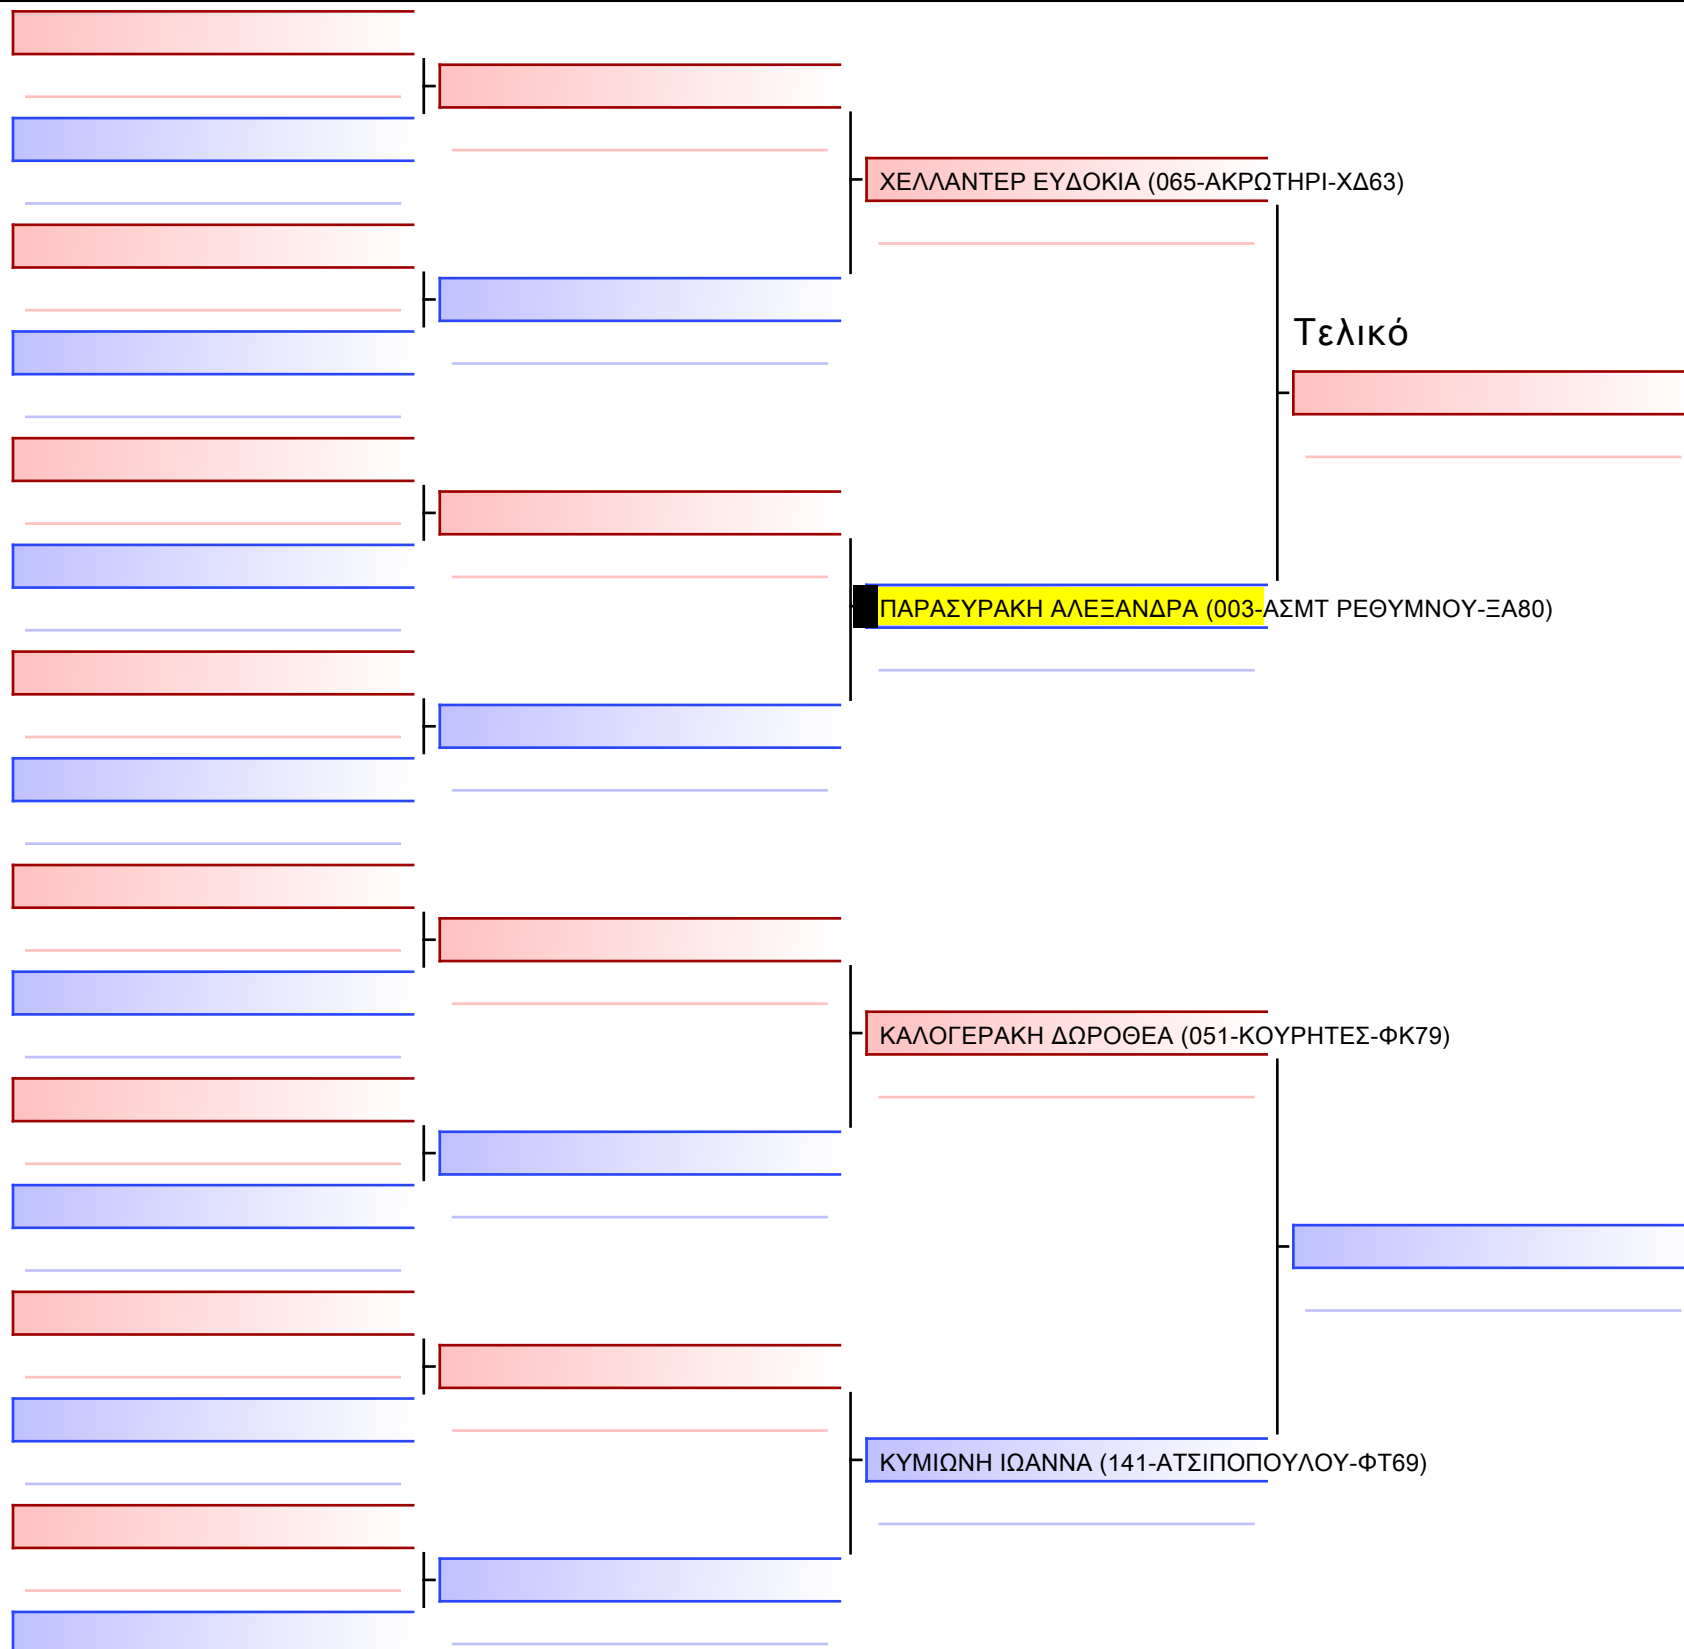 ΧΕΛΛΑΝΤΕΡ ΕΥΔΟΚΙΑ (065-ΑΚΡΩΤΗΡΙ-ΧΔ63)
Τελικό
ΠΑΡΑΣΥΡΑΚΗ ΑΛΕΞΑΝΔΡΑ (003-ΑΣΜΤ ΡΕΘΥΜΝΟΥ-ΞΑ80)
ΚΑΛΟΓΕΡΑΚΗ ΔΩΡΟΘΕΑ (051-ΚΟΥΡΗΤΕΣ-ΦΚ79)
ΚΥΜΙΩΝΗ ΙΩΑΝΝΑ (141-ΑΤΣΙΠΟΠΟΥΛΟΥ-ΦΤ69)